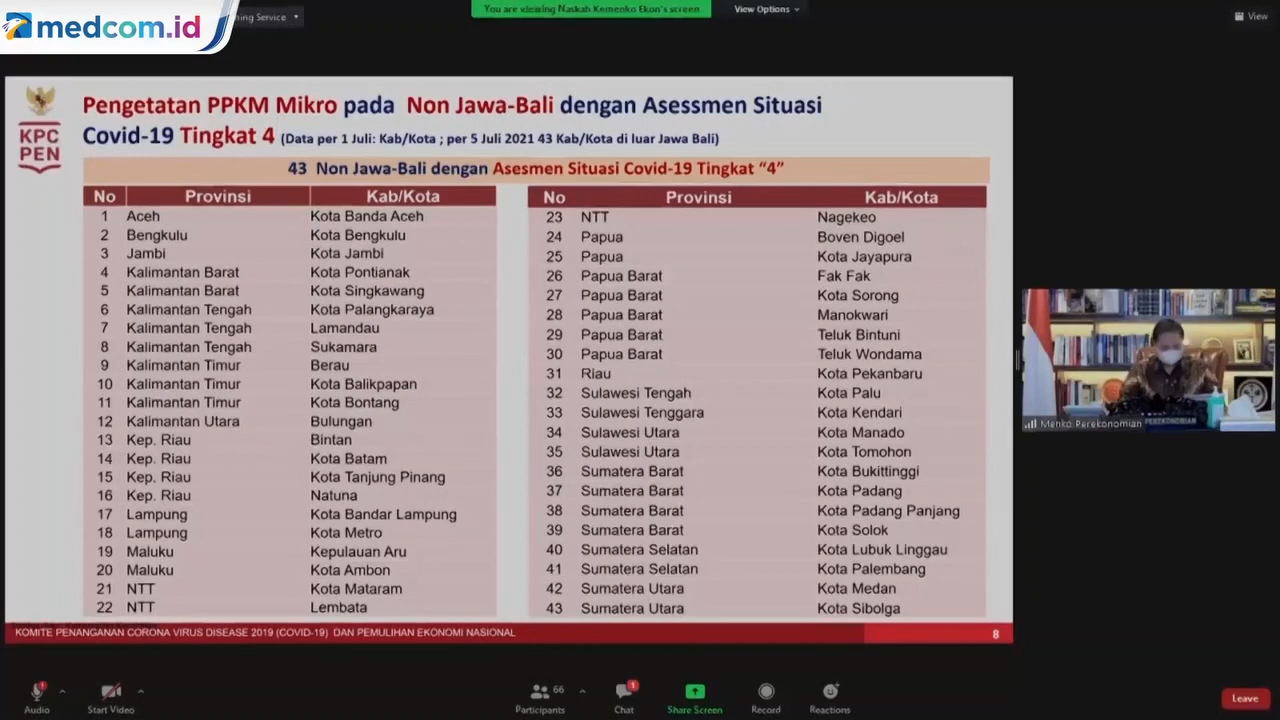 medcom.id
ning Service
You are viewing Naskah Kemenko Ekon's screen
View Options
View
KPC
PEN
Pengetatan PPKM Mikro pada Non Jawa-Bali dengan Asessmen Situasi
Covid-19 Tingkat 4 (Data per 1 Juli: Kab/Kota ; per 5 Juli 2021 43 Kab/Kota di luar Jawa Bali)
43 Non Jawa-Bali dengan Asesmen Situasi Covid-19 Tingkat “4”
No Provinsi Kab/Kota
1 Aceh Kota Banda Aceh
2 Bengkulu Kota Bengkulu
3 Jambi Kota Jambi
4 Kalimantan Barat Kota Pontianak
5 Kalimantan Barat Kota Singkawang
6 Kalimantan Tengah Kota Palangkaraya
7 Kalimantan Tengah Lamandau
8 Kalimantan Tengah Sukamara
9 Kalimantan Timur Berau
10 Kalimantan Timur Kota Balikpapan
11 Kalimantan Timur Kota Bontang
12 Kalimantan Utara Bulungan
13 Kep. Riau Bintan
14 Kep. Riau Kota Batam
15 Kep. Riau Kota Tanjung Pinang
16 Kep. Riau Natuna
17 Lampung Kota Bandar Lampung
18 Lampung Kota Metro
19 Maluku Kepulauan Aru
20 Maluku Kota Ambon
21 NTT Kota Mataram
22 NTT Lembata
No Provinsi Kab/Kota
23 NTT Nagekeo
24 Papua Boven Digoel
25 Papua Kota Jayapura
26 Papua Barat Fak Fak
27 Papua Barat Kota Sorong
28 Papua Barat Manokwari
29 Papua Barat Teluk Bintuni
30 Papua Barat Teluk Wondama
31 Riau Kota Pekanbaru
32 Sulawesi Tengah Kota Palu
33 Sulawesi Tenggara Kota Kendari
34 Sulawesi Utara Kota Manado
35 Sulawesi Utara Kota Tomohon
36 Sumatera Barat Kota Bukittinggi
37 Sumatera Barat Kota Padang
38 Sumatera Barat Kota Padang Panjang
39 Sumatera Barat Kota Solok
40 Sumatera Selatan Kota Lubuk Linggau
41 Sumatera Selatan Kota Palembang
42 Sumatera Utara Kota Medan
43 Sumatera Utara Kota Sibolga
KOMITE PENANGANAN CORONA VIRUS DISEASE 2019 (COVID-19) DAN PEMULIHAN EKONOMI NASIONAL
8
Menko Perekonomian
PEREKONOMIAN
Audio
Start Video
66
Participants
1
Chat
Share Screen
Record
Reactions
Leave